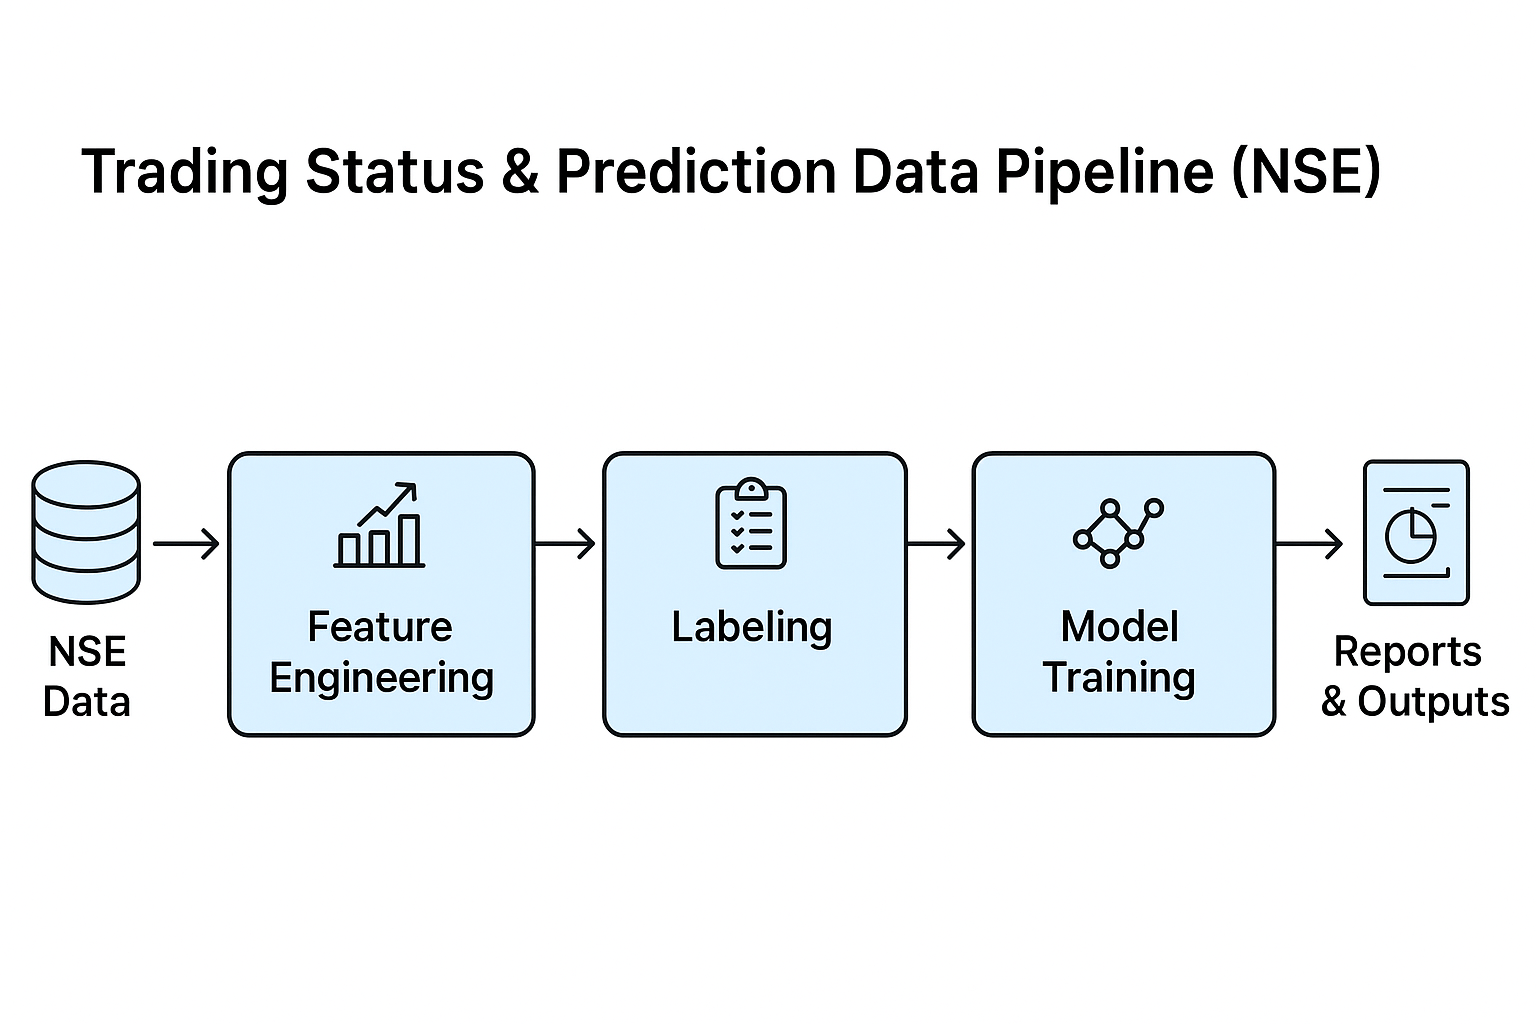 Trading Status & Prediction Data Pipeline (NSE)
NSE
Data
Feature
Engineering
Labeling
Model
Training
Reports
& Outputs